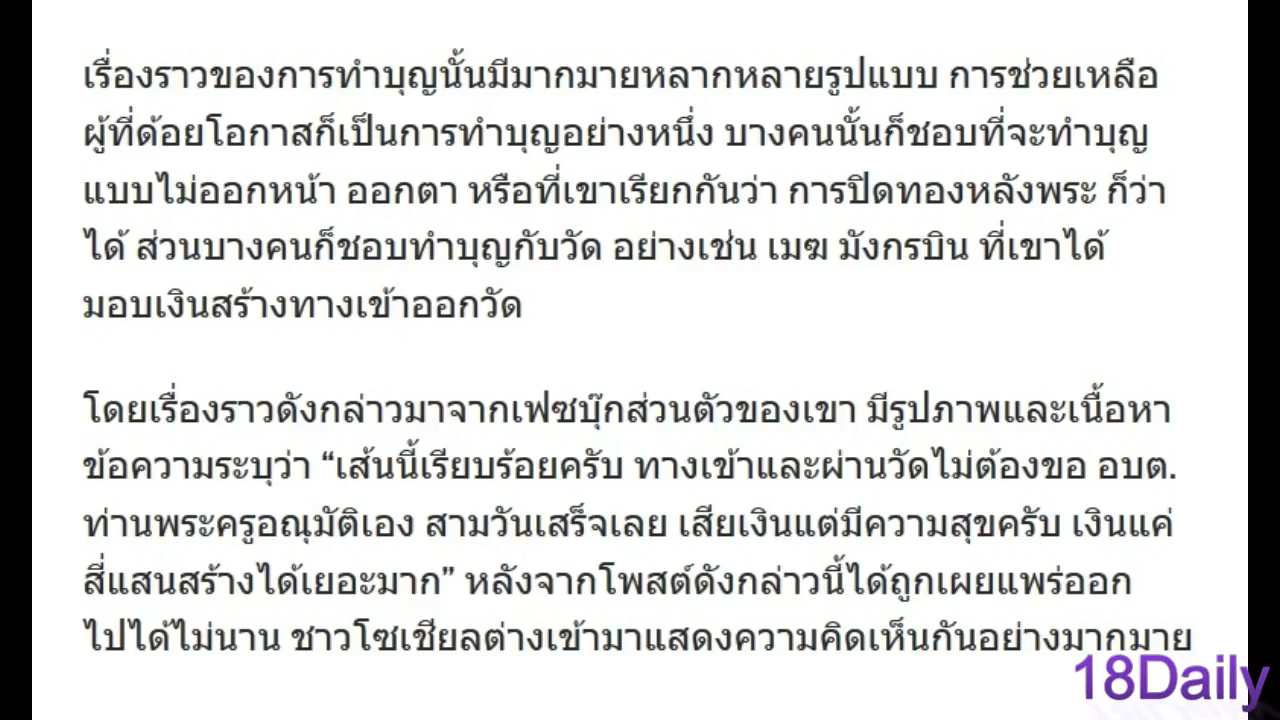 เรื่องราวของการทำบุญนั้นมีมากมายหลากหลายรูปแบบ การช่วยเหลือ
ผู้ที่ด้อยโอกาสก็เป็นการทำบุญอย่างหนึ่ง บางคนนั้นก็ชอบที่จะทำบุญ
แบบไม่ออกหน้า ออกตา หรือที่เขาเรียกกันว่า การปิดทองหลังพระ ก็ว่า
ได้ ส่วนบางคนก็ชอบทำบุญกับวัด อย่างเช่น เมฆ มังกรบิน ที่เขาได้
มอบเงินสร้างทางเข้าออกวัด
โดยเรื่องราวดังกล่าวมาจากเฟซบุ๊กส่วนตัวของเขา มีรูปภาพและเนื้อหา
ข้อความระบุว่า “เส้นนี้เรียบร้อยครับ ทางเข้าและผ่านวัดไม่ต้องขอ อบต.
ท่านพระครูอณุมัติเอง สามวันเสร็จเลย เสียเงินแต่มีความสุขครับ เงินแค่
สี่แสนสร้างได้เยอะมาก” หลังจากโพสต์ดังกล่าวนี้ได้ถูกเผยแพร่ออก
ไปได้ไม่นาน ชาวโซเชียลต่างเข้ามาแสดงความคิดเห็นกันอย่างมากมาย
18Daily